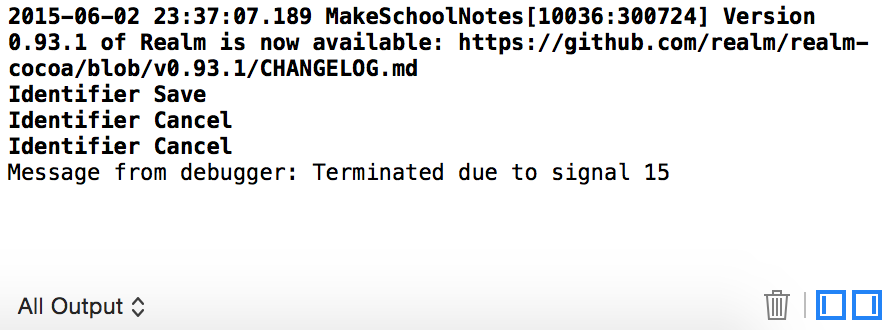 2015-06-02 23:37:07.189 MakeSchoolNotes[10036:300724] Version
0.93.1 of Realm is now available: https://github.com/realm/realm-
cocoa/blob/v0.93.1/CHANGELOG.md
Identifier Save
Identifier Cancel
Identifier Cancel
Message from debugger: Terminated due to signal 15
All Output